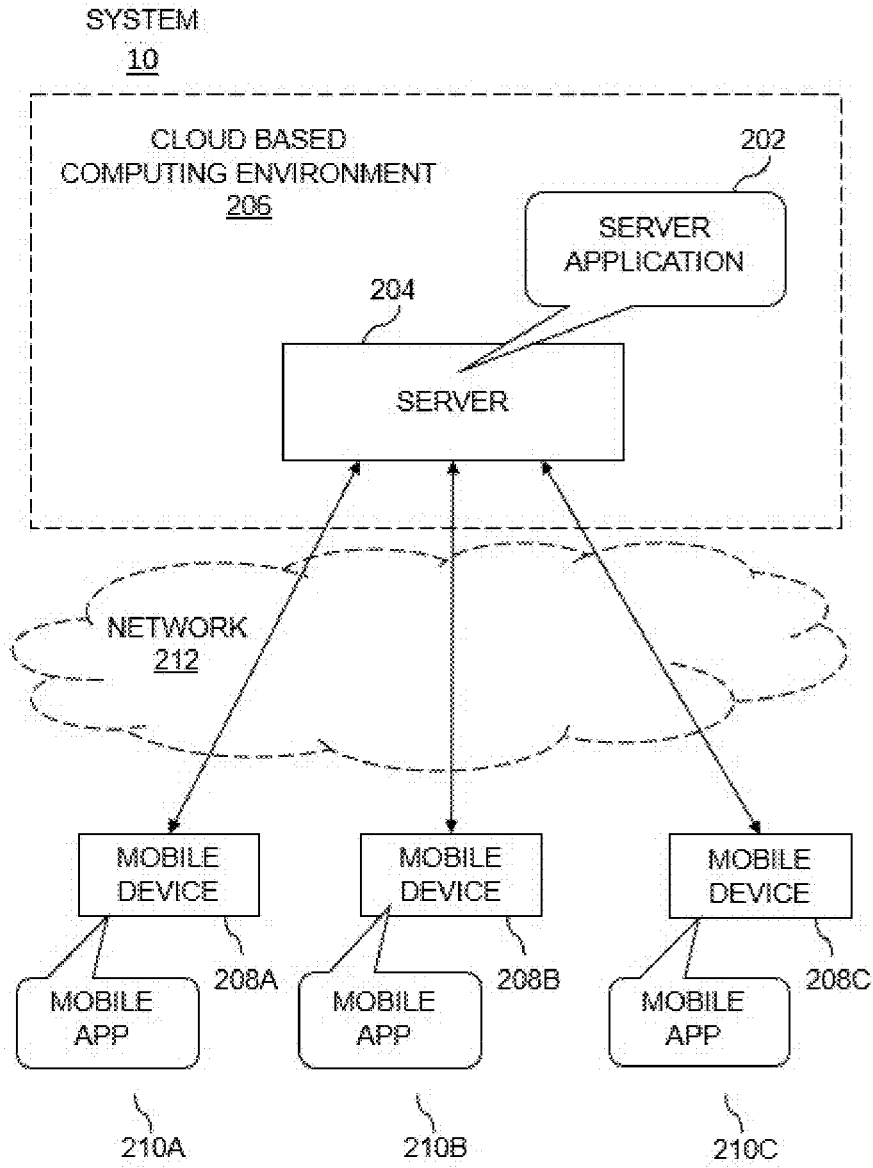 SYSTEM
10
CLOUD BASED
COMPUTING ENVIRONMENT
206
202
SERVER
APPLICATION
204
SERVER
NETWORK
212
MOBILE
DEVICE
MOBILE
DEVICE
MOBILE
DEVICE
208A
208B
208C
MOBILE
APP
MOBILE
APP
MOBILE
APP
210A
210B
210C